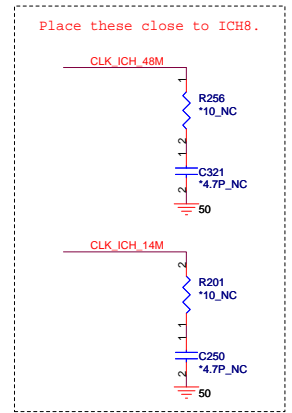 Place these close to ICH8.
CLK_ICH_48M
1
R256
*10_NC
2
1
C321
*4.7P_NC
2
50
CLK_ICH_14M
2
R201
*10_NC
1
1
C250
*4.7P_NC
2
50